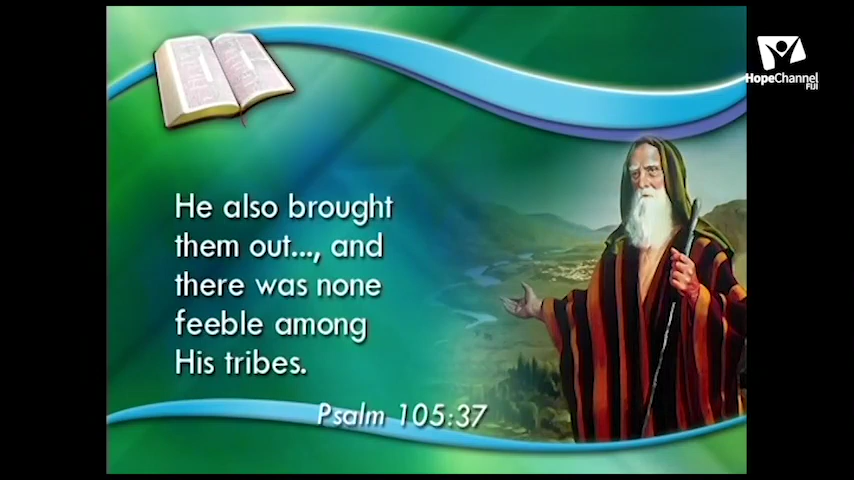 HopeChannel
FIJI
He also brought
them out..., and
there was none
feeble among
His tribes.
Psalm 105:37